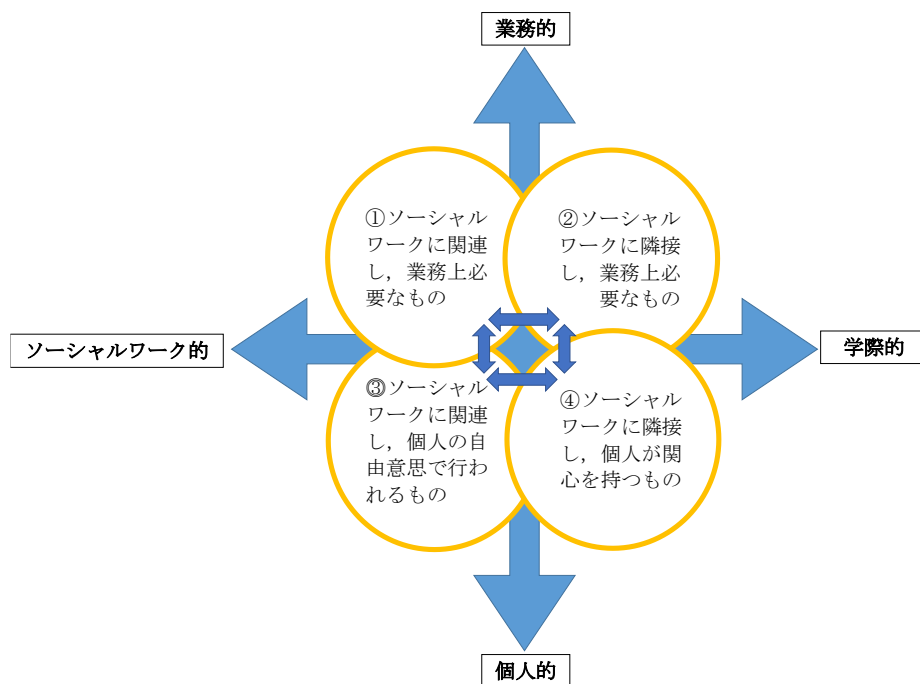 業務的
①ソーシャル
ワークに関連
し，業務上必
要なもの
②ソーシャル
ワークに隣接
し，業務上必
要なもの
ソーシャルワーク的
学際的
③ソーシャル
ワークに関連
し，個人の自
由意思で行わ
れるもの
④ソーシャル
ワークに隣接
し，個人が関
心を持つもの
個人的